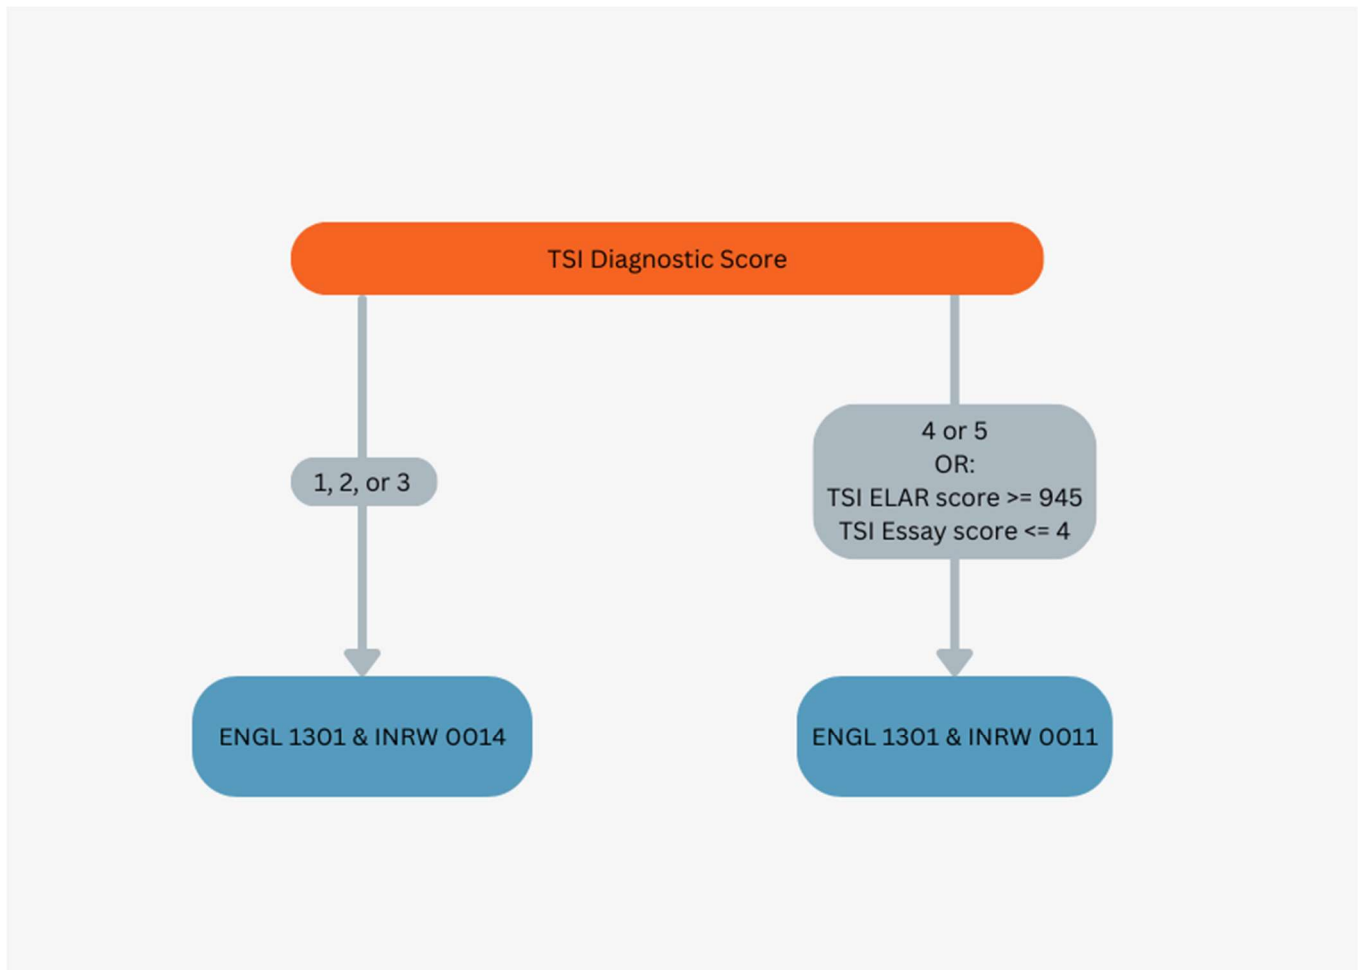 TSI Diagnostic Score
1, 2, or 3
4 or 5
OR:
TSI ELAR score >= 945
TSI Essay score <= 4
ENGL 1301 & INRW 0014
ENGL 1301 & INRW 0011